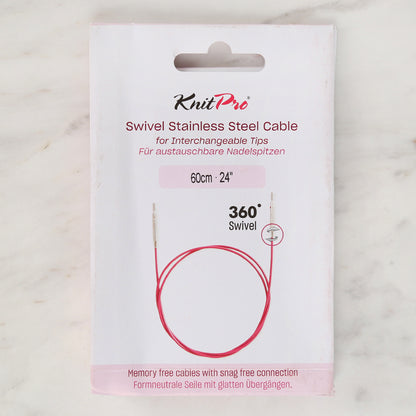 KnitPro®
Swivel Stainless Steel Cable
for Interchangeable Tips
Für austauschbare Nadelspitzen
60cm · 24"
360°
Swivel
Memory free cables with snag free connection
Formneutrale Seile mit glatten Übergängen.